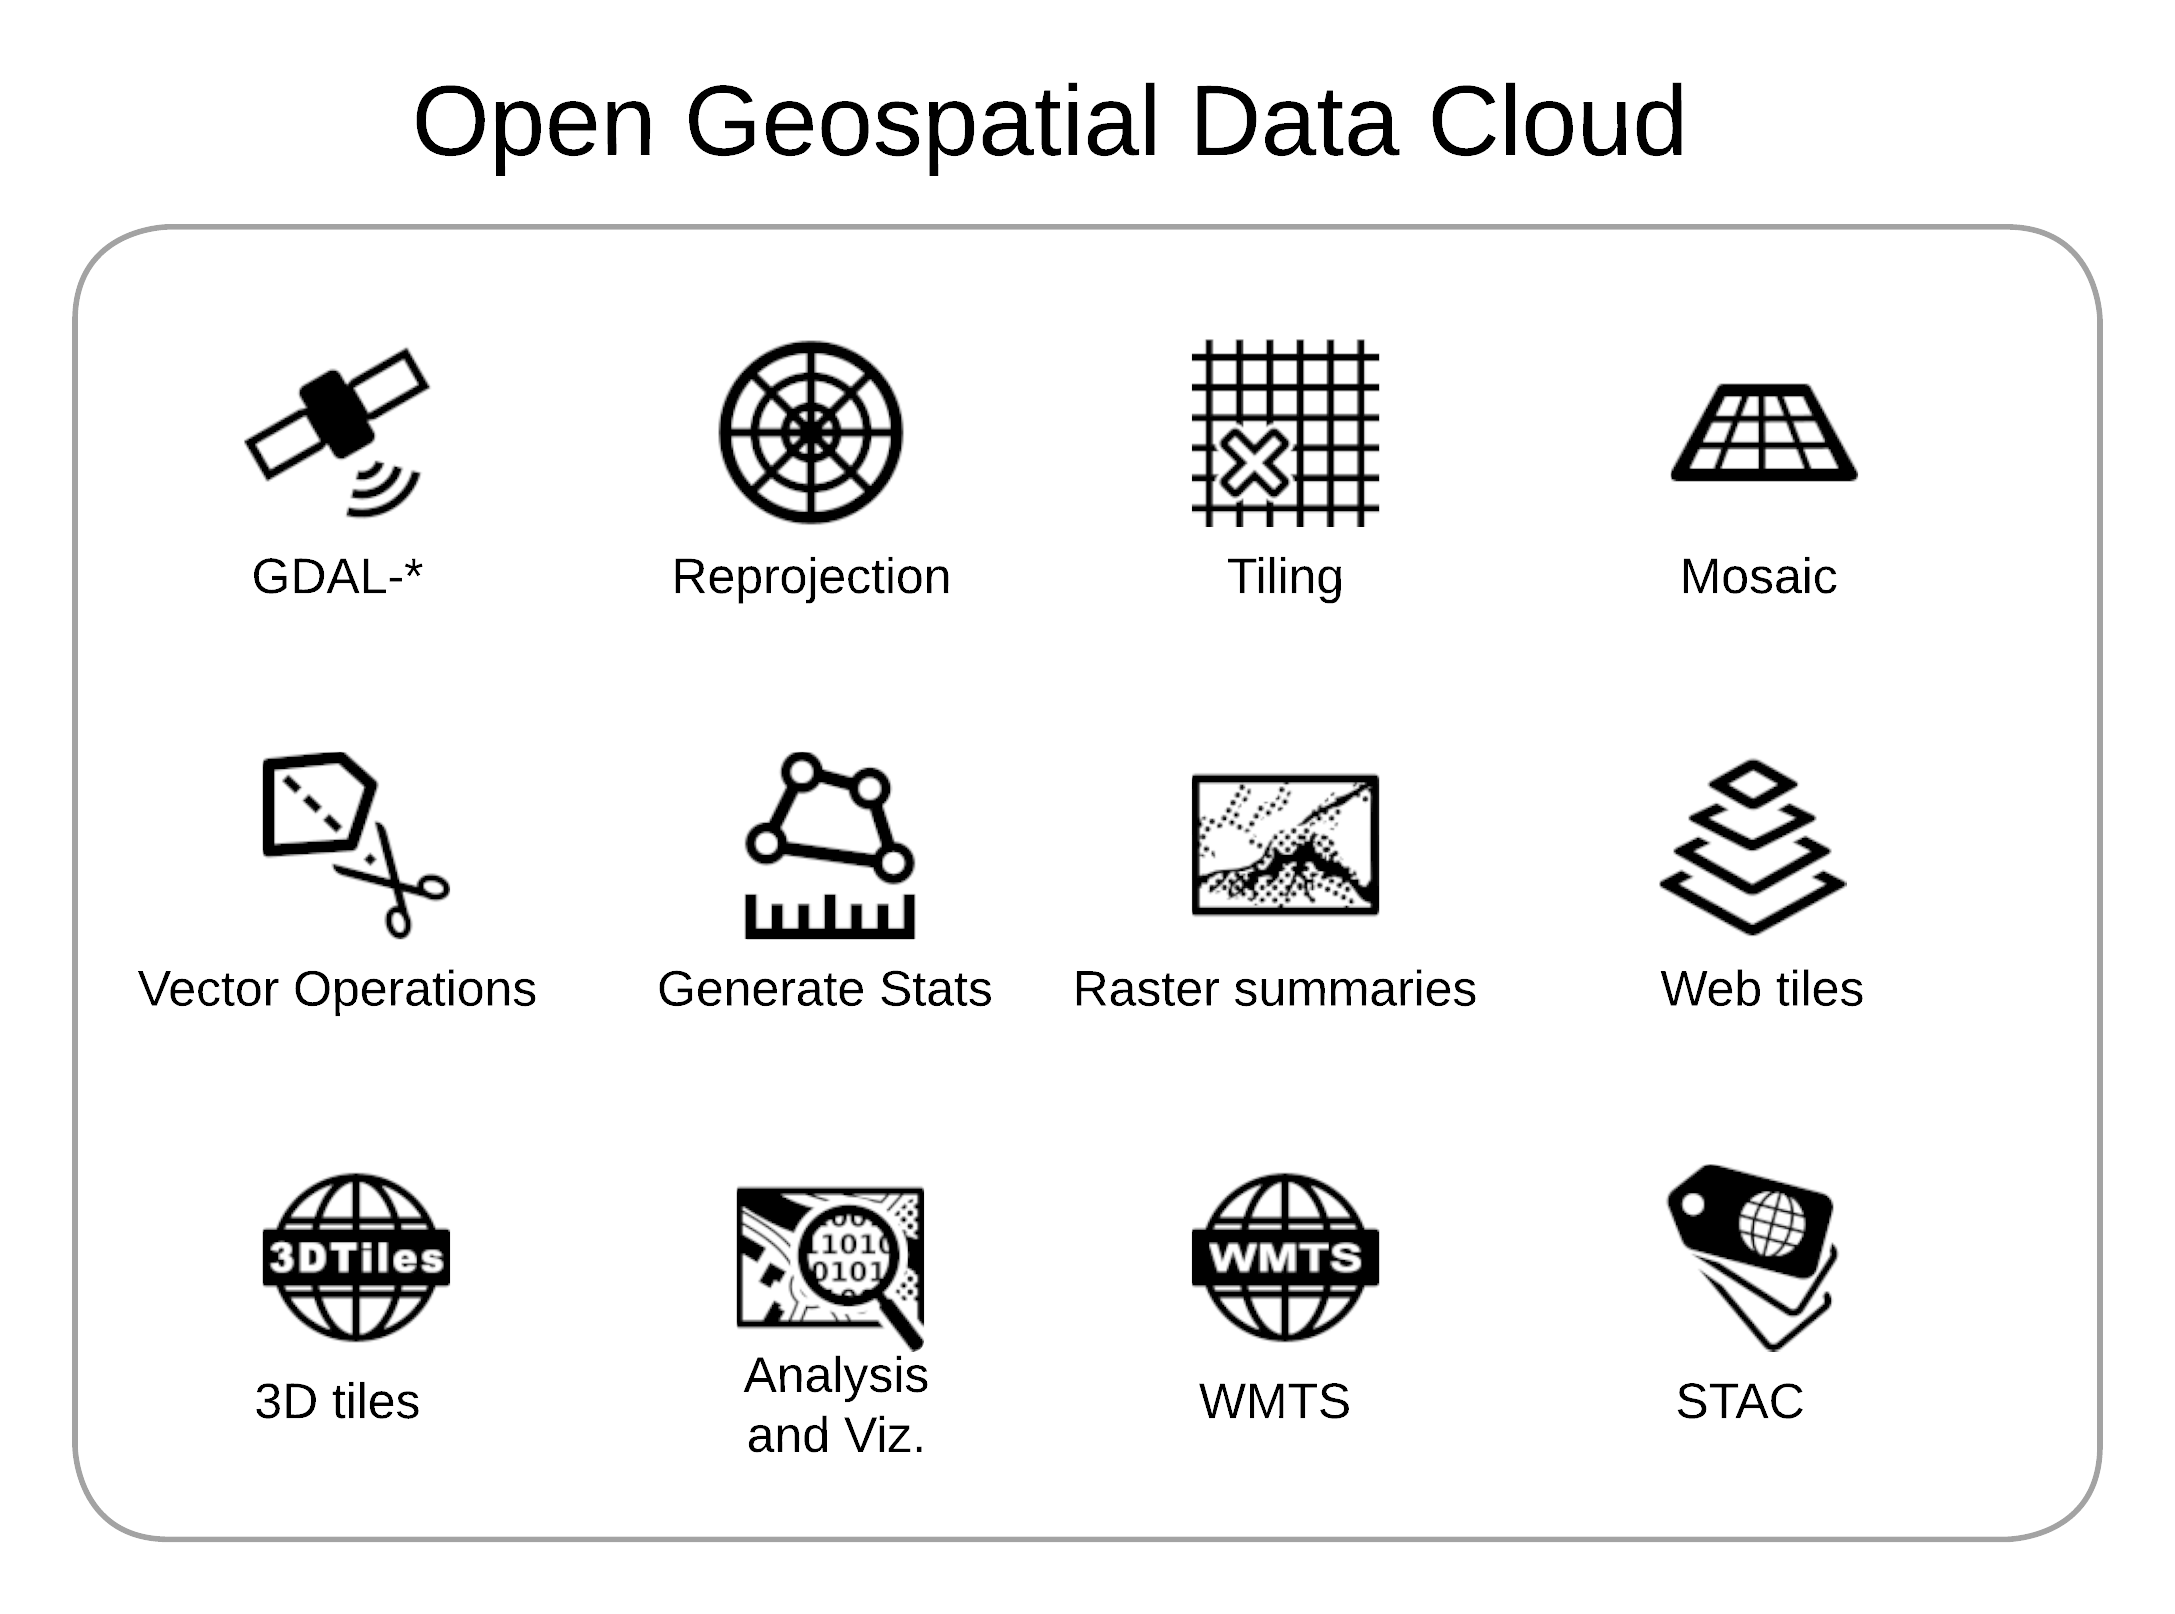 Open Geospatial Data Cloud
GDAL-*
Reprojection
Tiling
Mosaic
Vector Operations
Generate Stats
Raster summaries
Web tiles
3DTiles
11010
0101
WMTS
3D tiles
Analysis
and Viz.
WMTS
STAC